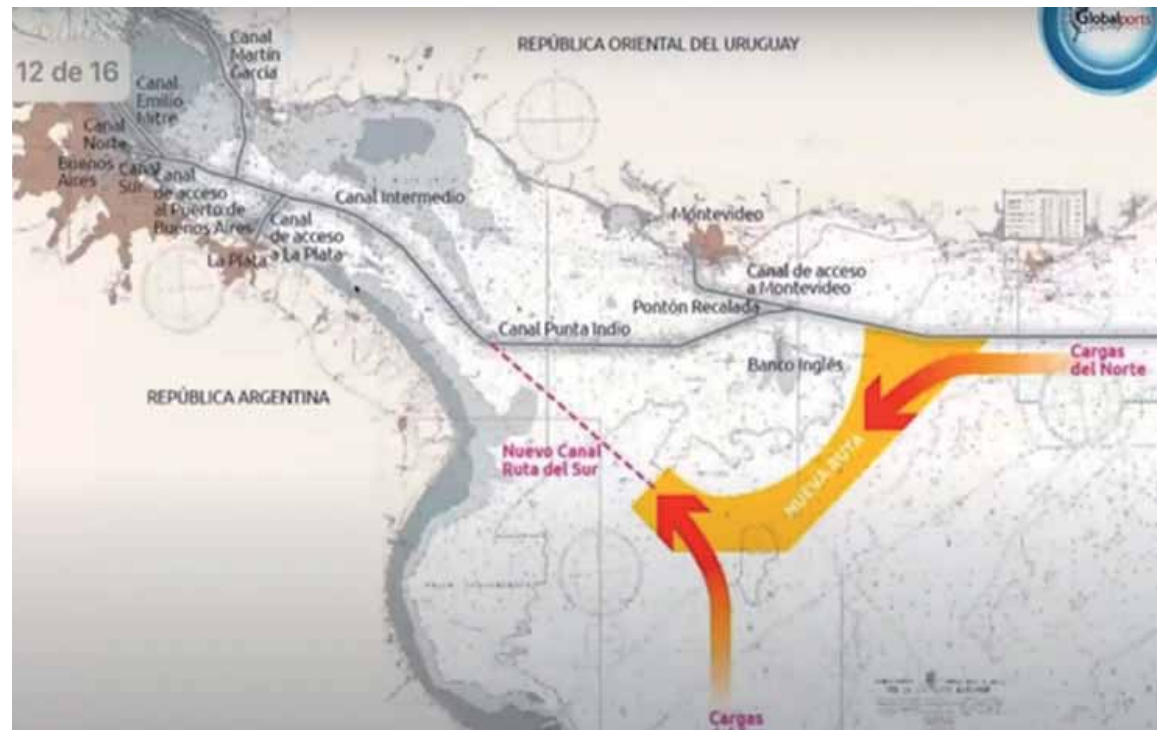 Globalports
12 de 16
REPÚBLICA ORIENTAL DEL URUGUAY
Canal
Martín
García
Canal
Emilio
Mitre
Canal
Norte
Buenos
Aires
Canal
Sur
Canal
de acceso
al Puerto de
Buenos Aires
Canal
de acceso
a La Plata
La Plata
Canal Intermedio
Montevideo
Canal de acceso
a Montevideo
Pontón Recalada
Canal Punta Indio
Banco Inglés
Cargas
del Norte
REPÚBLICA ARGENTINA
Nuevo Canal
Ruta del Sur
NUEVA RUTA
Cargas